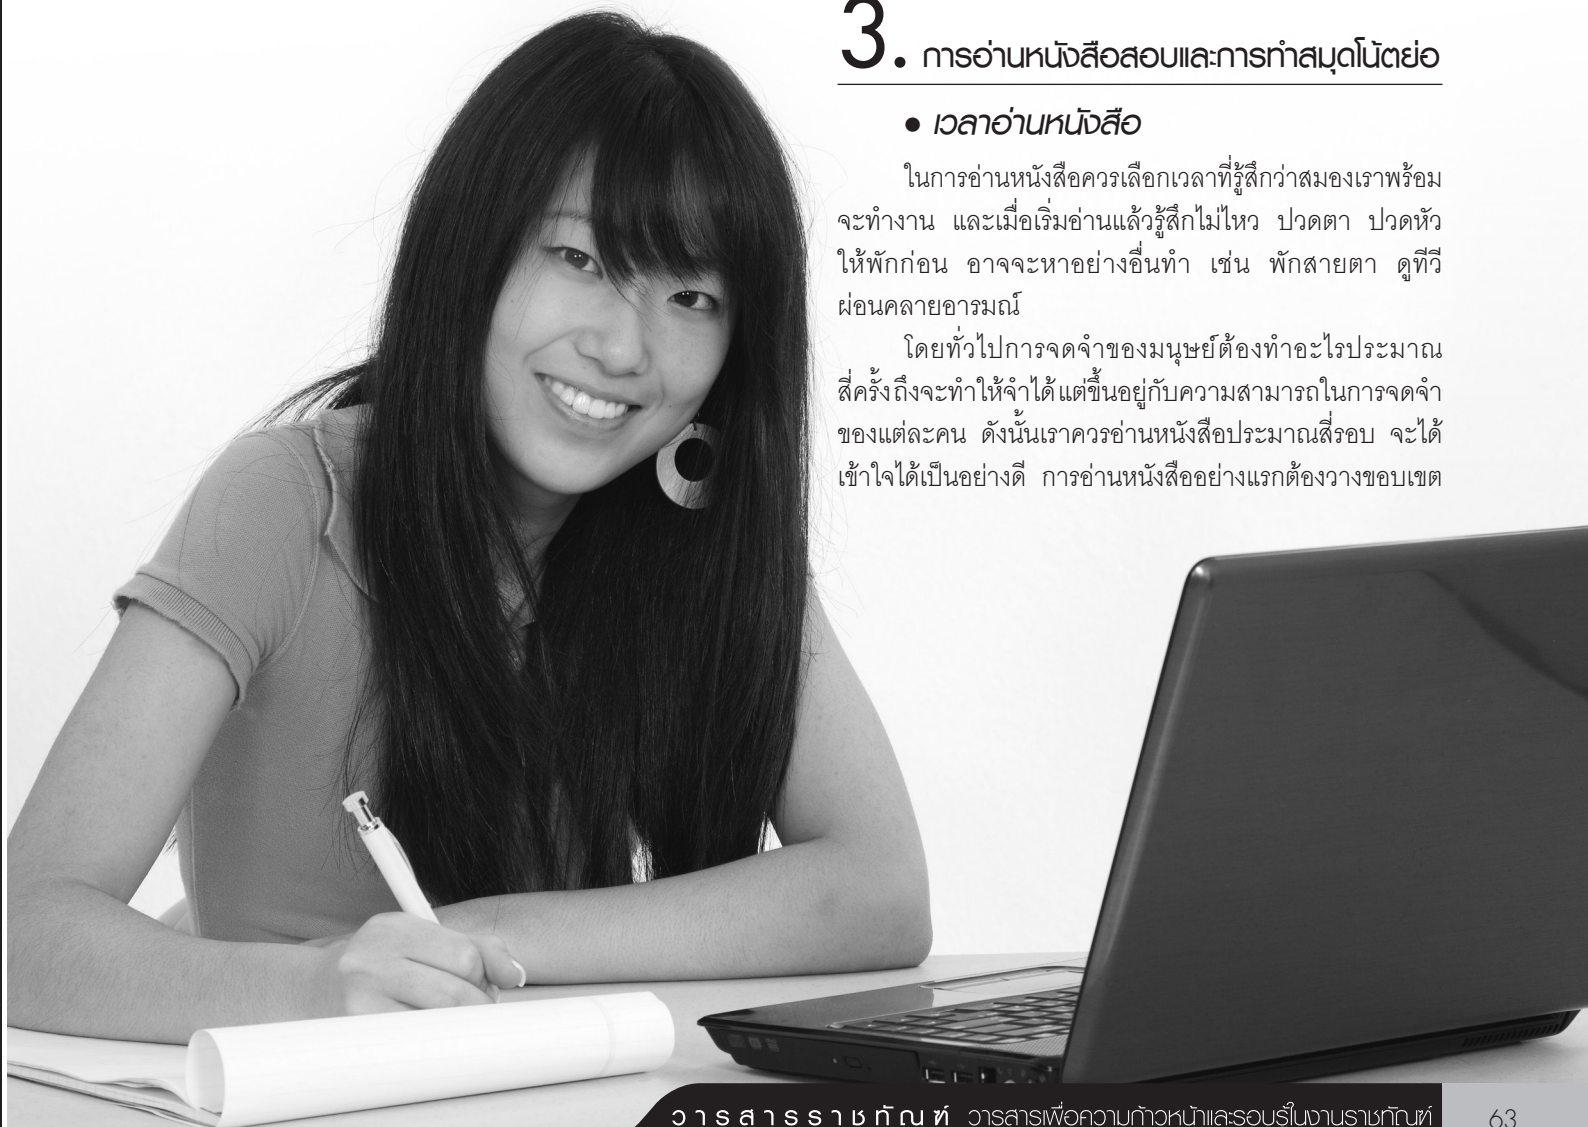 3. การอ่านหนังสือสอบและการทำสมุดโน้ตย่อ
• เวลาอ่านหนังสือ
ในการอ่านหนังสือควรเลือกเวลาที่รู้สึกว่าสมองเราพร้อม
จะทำงาน และเมื่อเริ่มอ่านแล้วรู้สึกไม่ไหว ปวดตา ปวดหัว
ให้พักก่อน อาจจะหาอย่างอื่นทำ เช่น พักสายตา ดูทีวี
ผ่อนคลายอารมณ์
โดยทั่วไปการจดจำของมนุษย์ต้องทำอะไรประมาณ
สี่ครั้งถึงจะทำให้จำได้ แต่ขึ้นอยู่กับความสามารถในการจดจำ
ของแต่ละคน ดังนั้นเราควรอ่านหนังสือประมาณสี่รอบ จะได้
เข้าใจได้เป็นอย่างดี การอ่านหนังสืออย่างแรกต้องวางขอบเขต
วารสารราชทัณฑ์ วารสารเพื่อความก้าวหน้าและรอบรู้ในงานราชทัณฑ์ 63